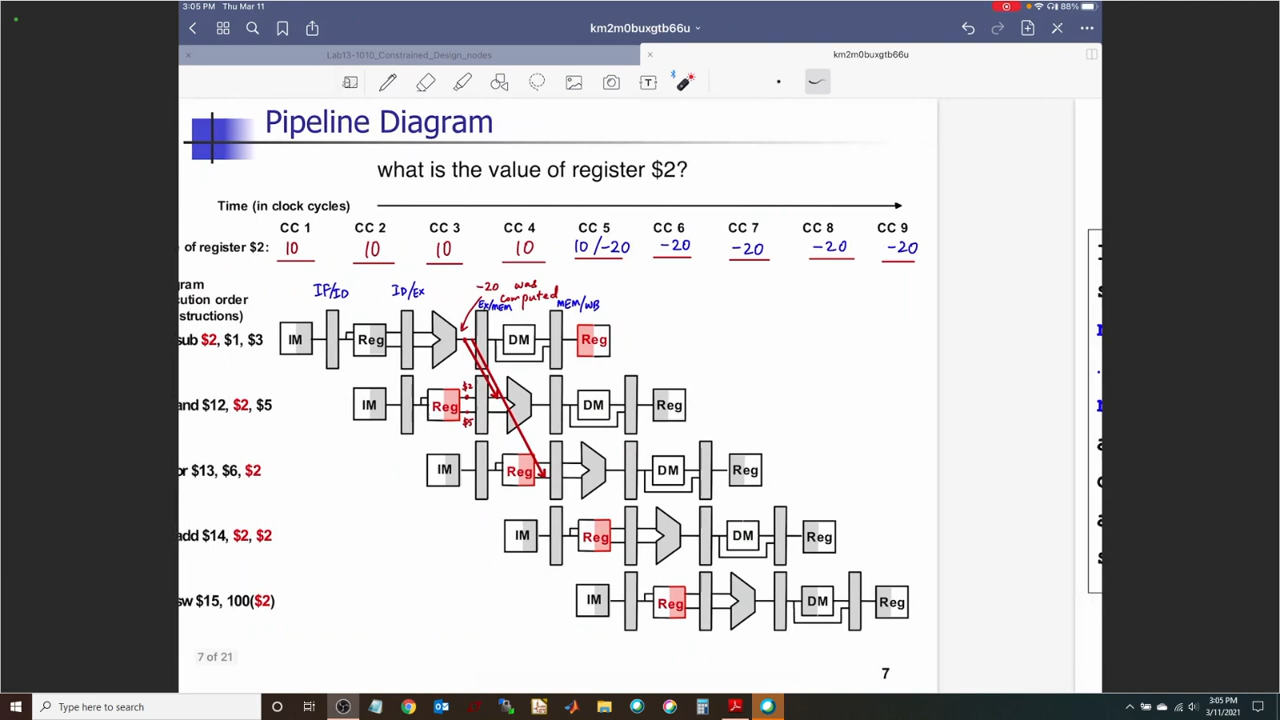 3:05 PM Thu Mar 11
88%
km2m0buxgtb66u
Lab13-1010_Constrained_Design_nodes
km2m0buxgtb66u
T
Pipeline Diagram
what is the value of register $2?
Time (in clock cycles)
CC 1 CC 2 CC 3 CC 4 CC 5 CC 6 CC 7 CC 8 CC 9
e of register $2: 10 10 10 10 10/-20 -20 -20 -20 -20
gram
cution order
nstructions)
IF/ID ID/EX EX/MEM MEM/WB
-20 was
computed
sub $2, $1, $3 IM Reg DM Reg
and $12, $2, $5 IM Reg $2 $5 DM Reg
or $13, $6, $2 IM Reg DM Reg
add $14, $2, $2 IM Reg DM Reg
sw $15, 100($2) IM Reg DM Reg
7 of 21
7
Type here to search
3:05 PM
3/11/2021